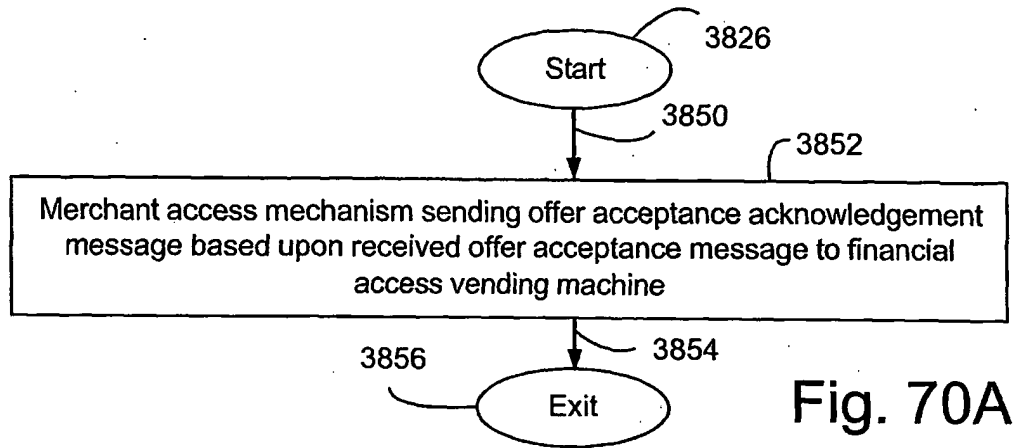 3826
Start
3850
3852
Merchant access mechanism sending offer acceptance acknowledgement
message based upon received offer acceptance message to financial
access vending machine
3854
3856
Exit
Fig. 70A